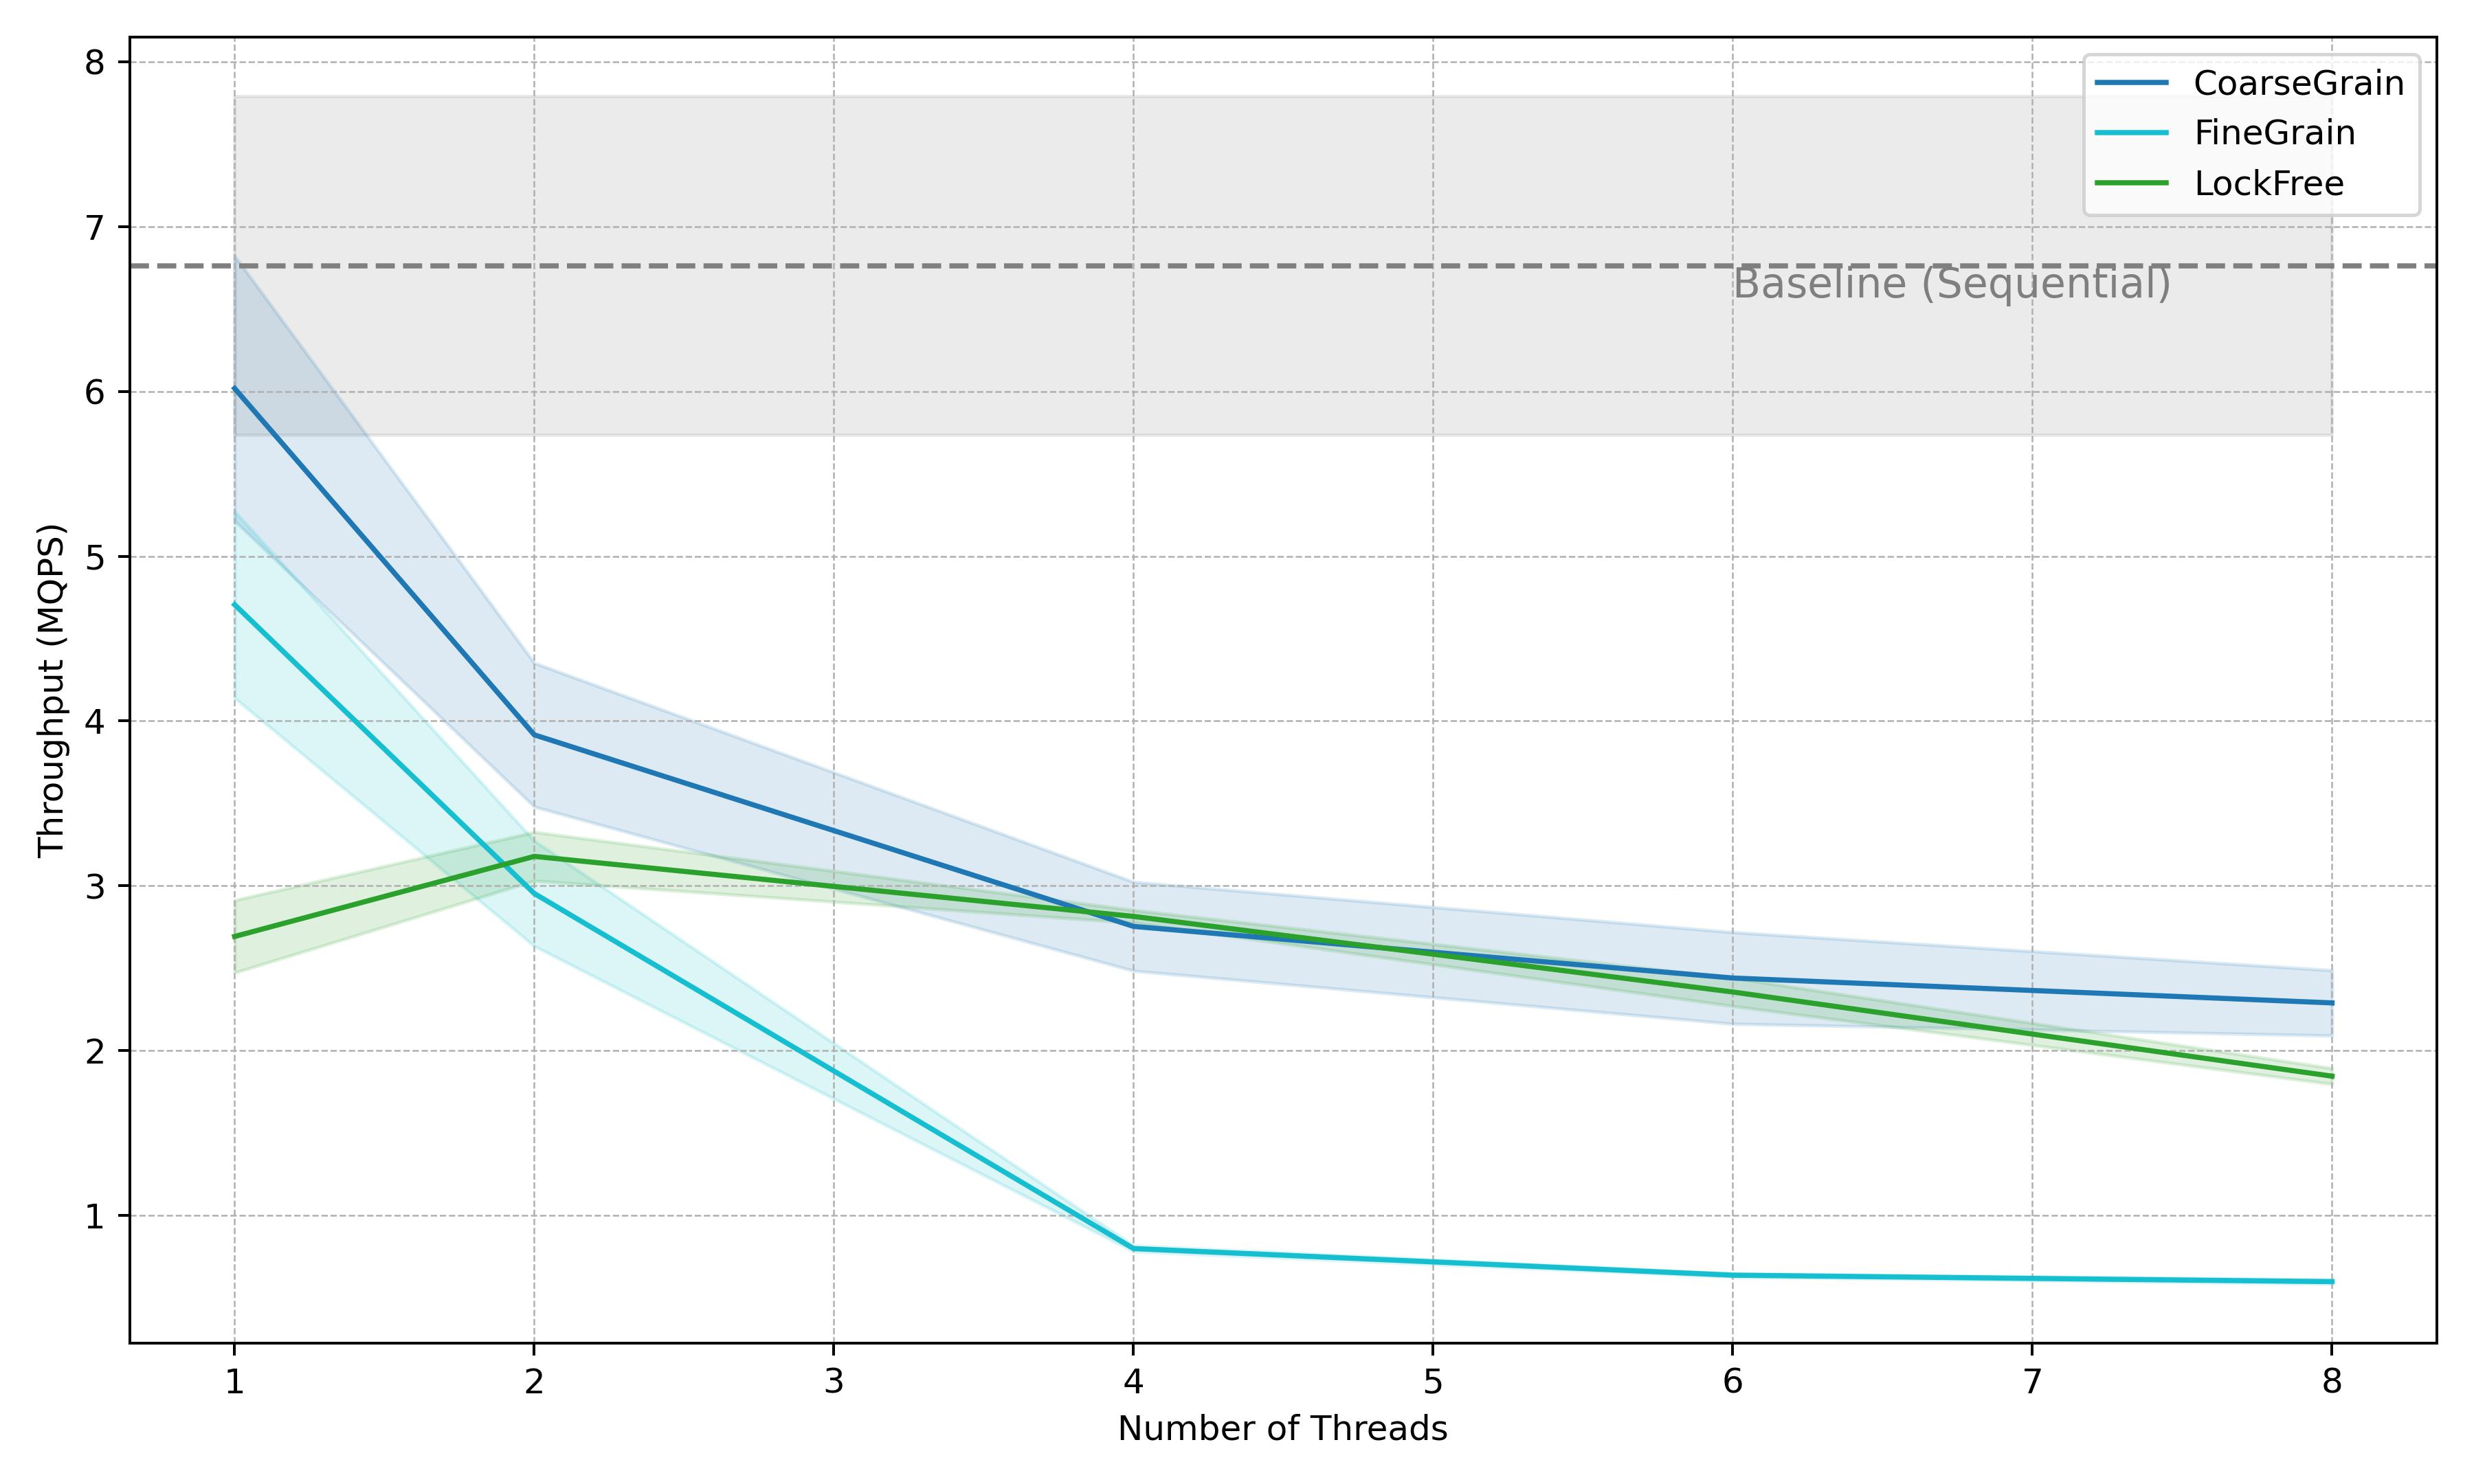 8
7
6
5
4
3
2
1
Throughput (MQPS)
CoarseGrain
FineGrain
LockFree
Baseline (Sequential)
1 2 3 4 5 6 7 8
Number of Threads